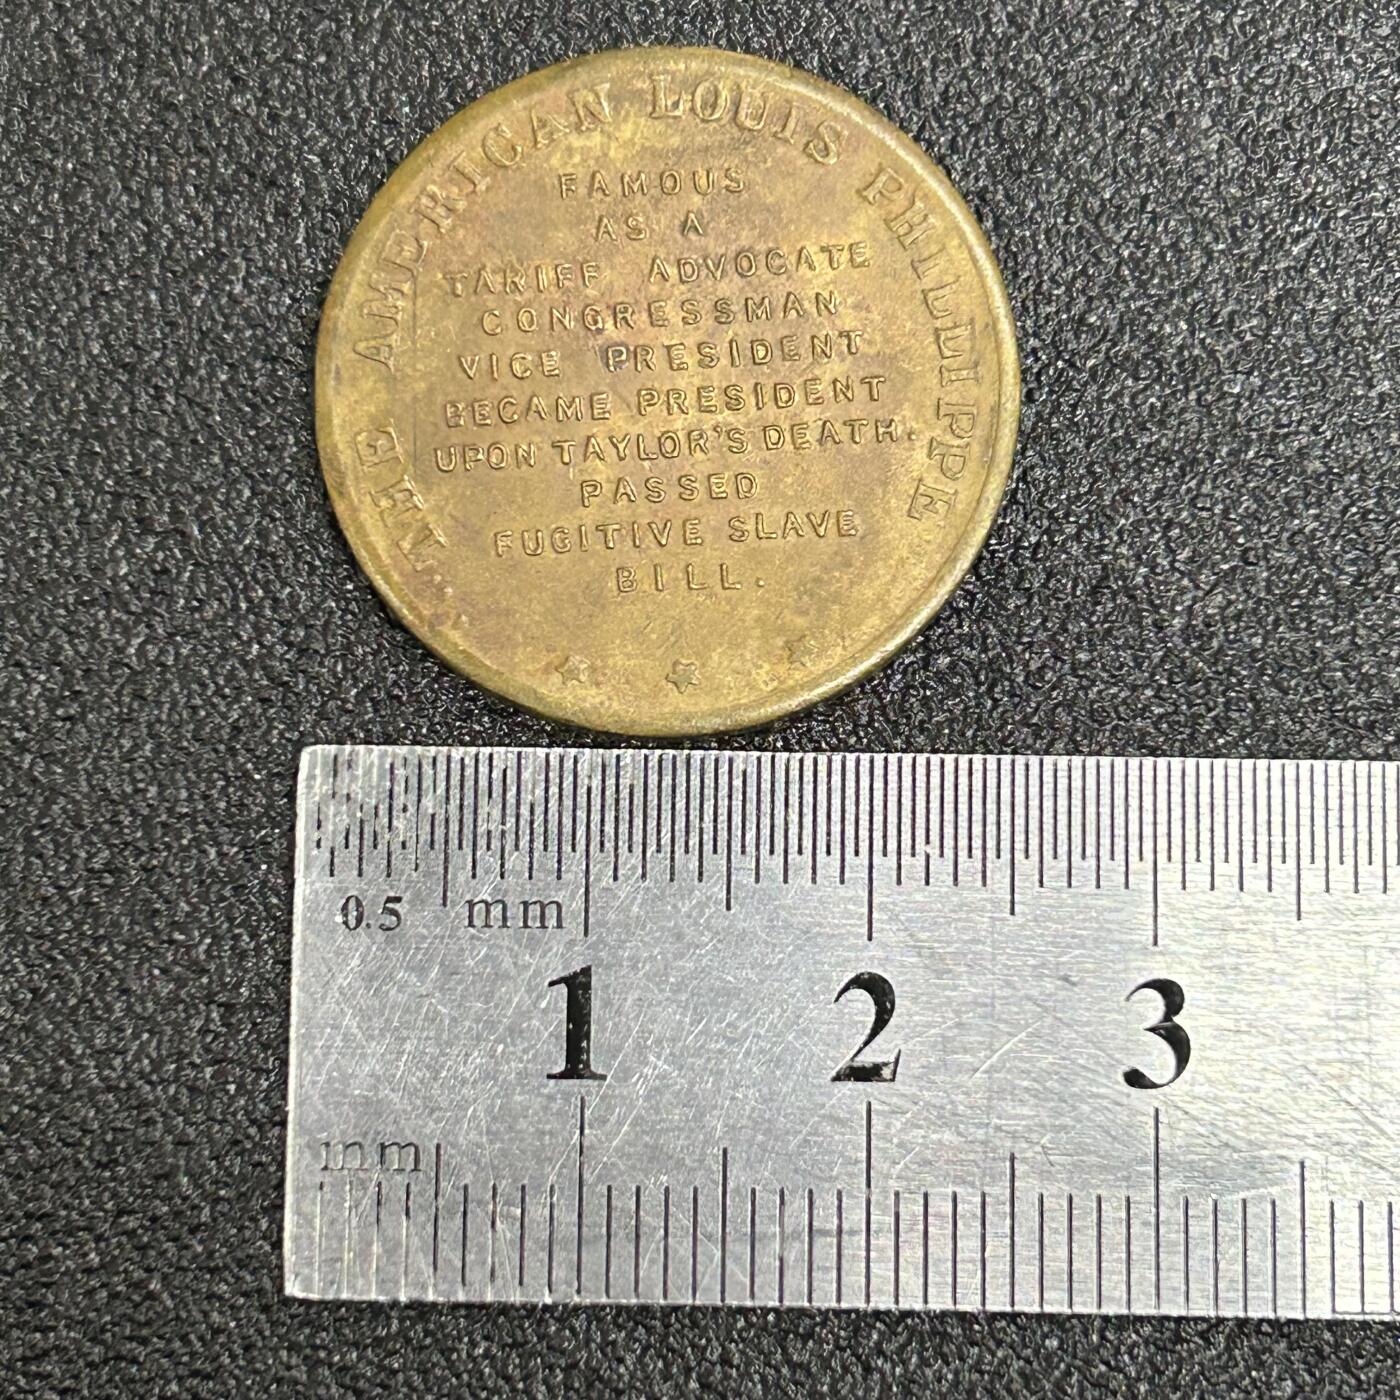 THE AMERICAN LOUIS PHILLIPPE
FAMOUS
AS A
TARIFF ADVOCATE
CONGRESSMAN
VICE PRESIDENT
BECAME PRESIDENT
UPON TAYLOR'S DEATH.
PASSED
FUGITIVE SLAVE
BILL.
0.5 mm
1 2 3
mm